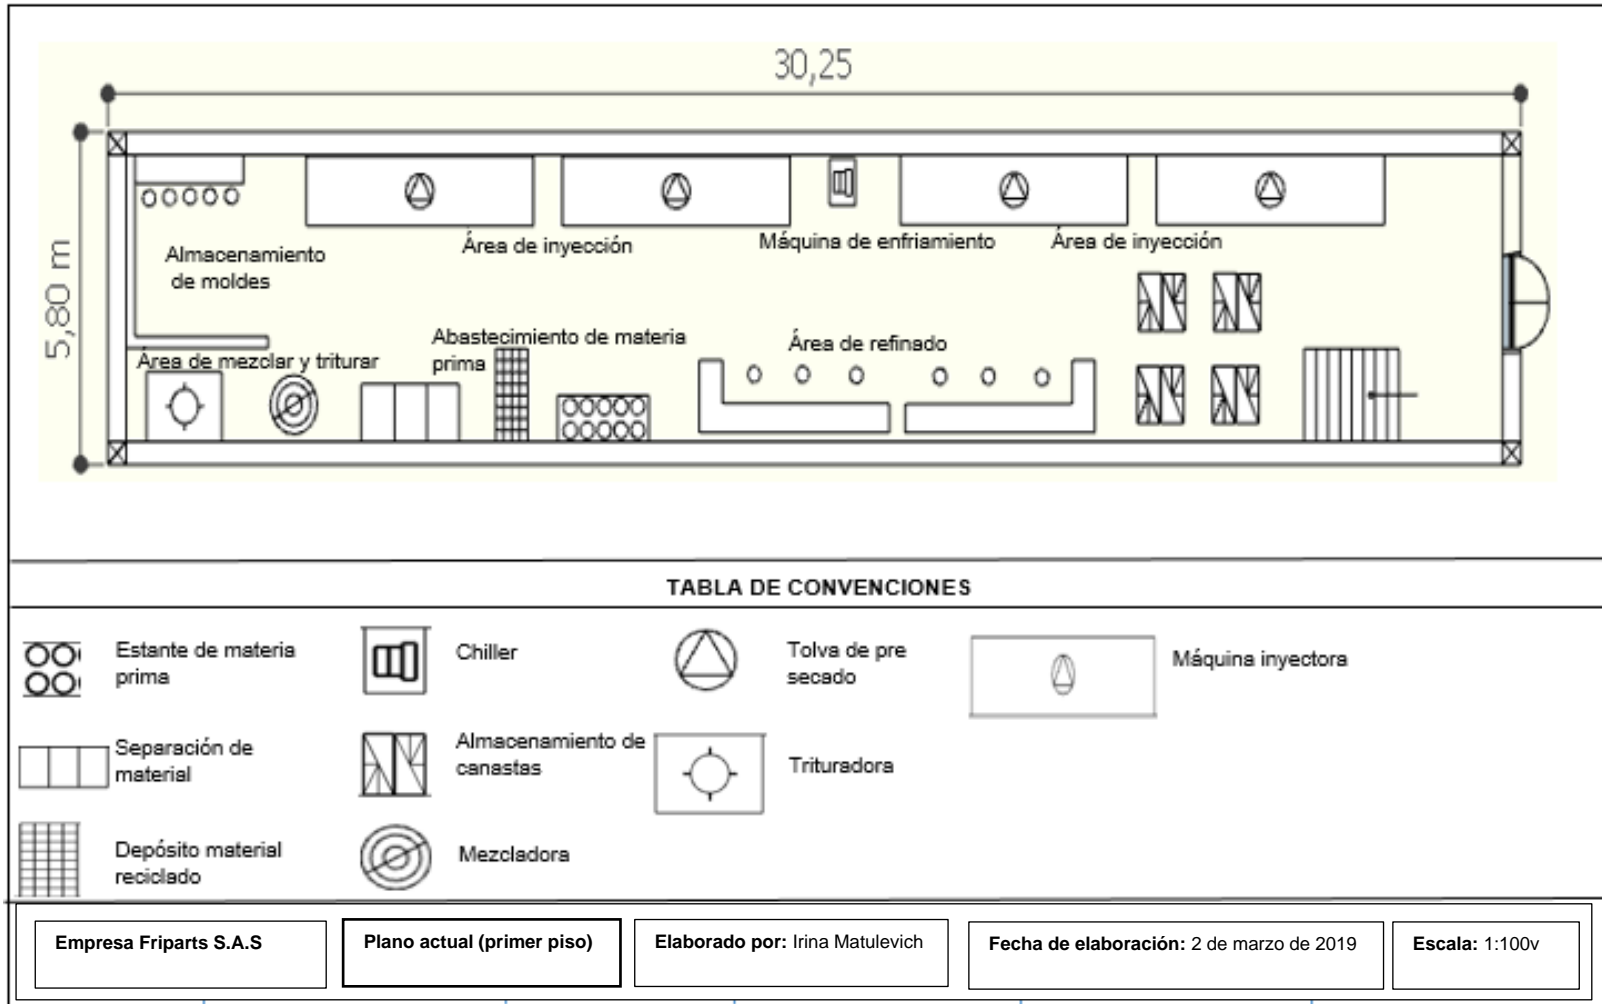 30,25
5,80 m
Área de inyección
Máquina de enfriamiento
Área de inyección
Almacenamiento
de moldes
Abastecimiento de materia
prima
Área de refinado
Área de mezclar y triturar
TABLA DE CONVENCIONES
Estante de materia
prima
Chiller
Tolva de pre
secado
Máquina inyectora
Separación de
material
Almacenamiento de
canastas
Trituradora
Depósito material
reciclado
Mezcladora
Empresa Friparts S.A.S
Plano actual (primer piso)
Elaborado por: Irina Matulevich
Fecha de elaboración: 2 de marzo de 2019
Escala: 1:100v